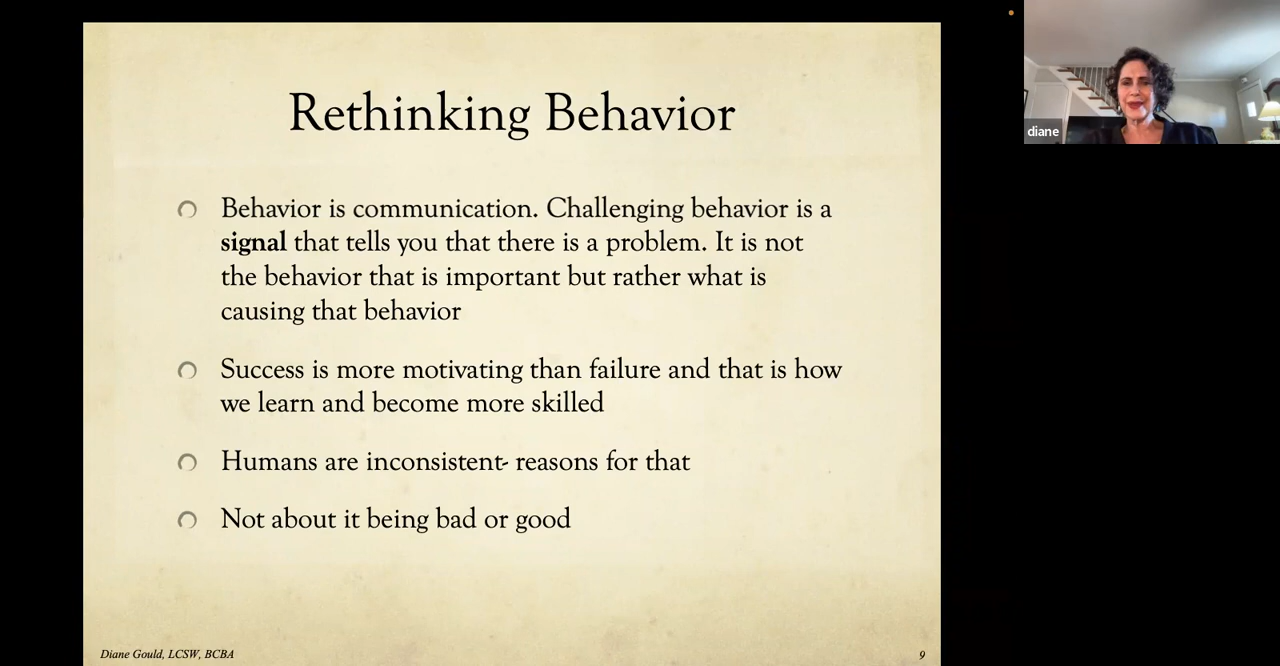 Rethinking Behavior
Behavior is communication. Challenging behavior is a
signal that tells you that there is a problem. It is not
the behavior that is important but rather what is
causing that behavior
Success is more motivating than failure and that is how
we learn and become more skilled
Humans are inconsistent- reasons for that
Not about it being bad or good
Diane Gould, LCSW, BCBA
9
diane